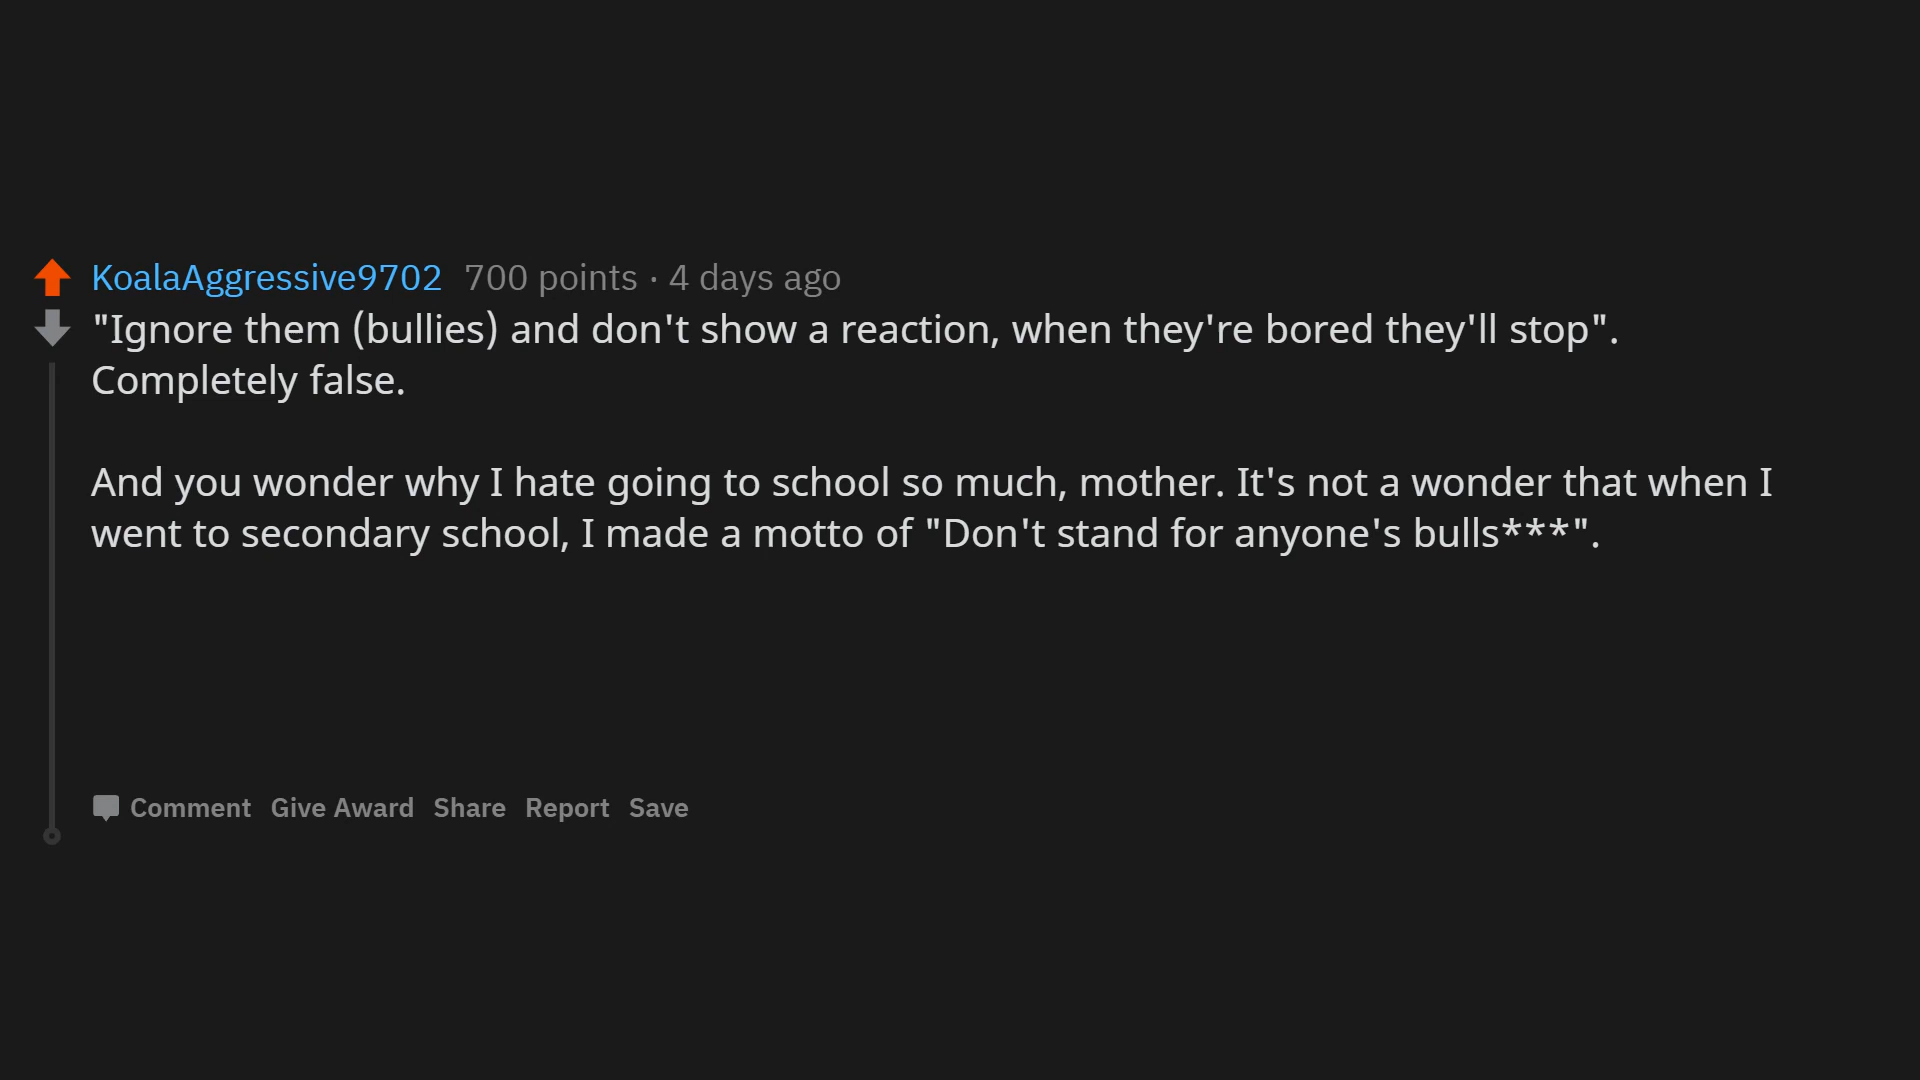 KoalaAggressive9702 700 points · 4 days ago
"Ignore them (bullies) and don't show a reaction, when they're bored they'll stop".
Completely false.
And you wonder why I hate going to school so much, mother. It's not a wonder that when I
went to secondary school, I made a motto of "Don't stand for anyone's bulls***".
Comment Give Award Share Report Save